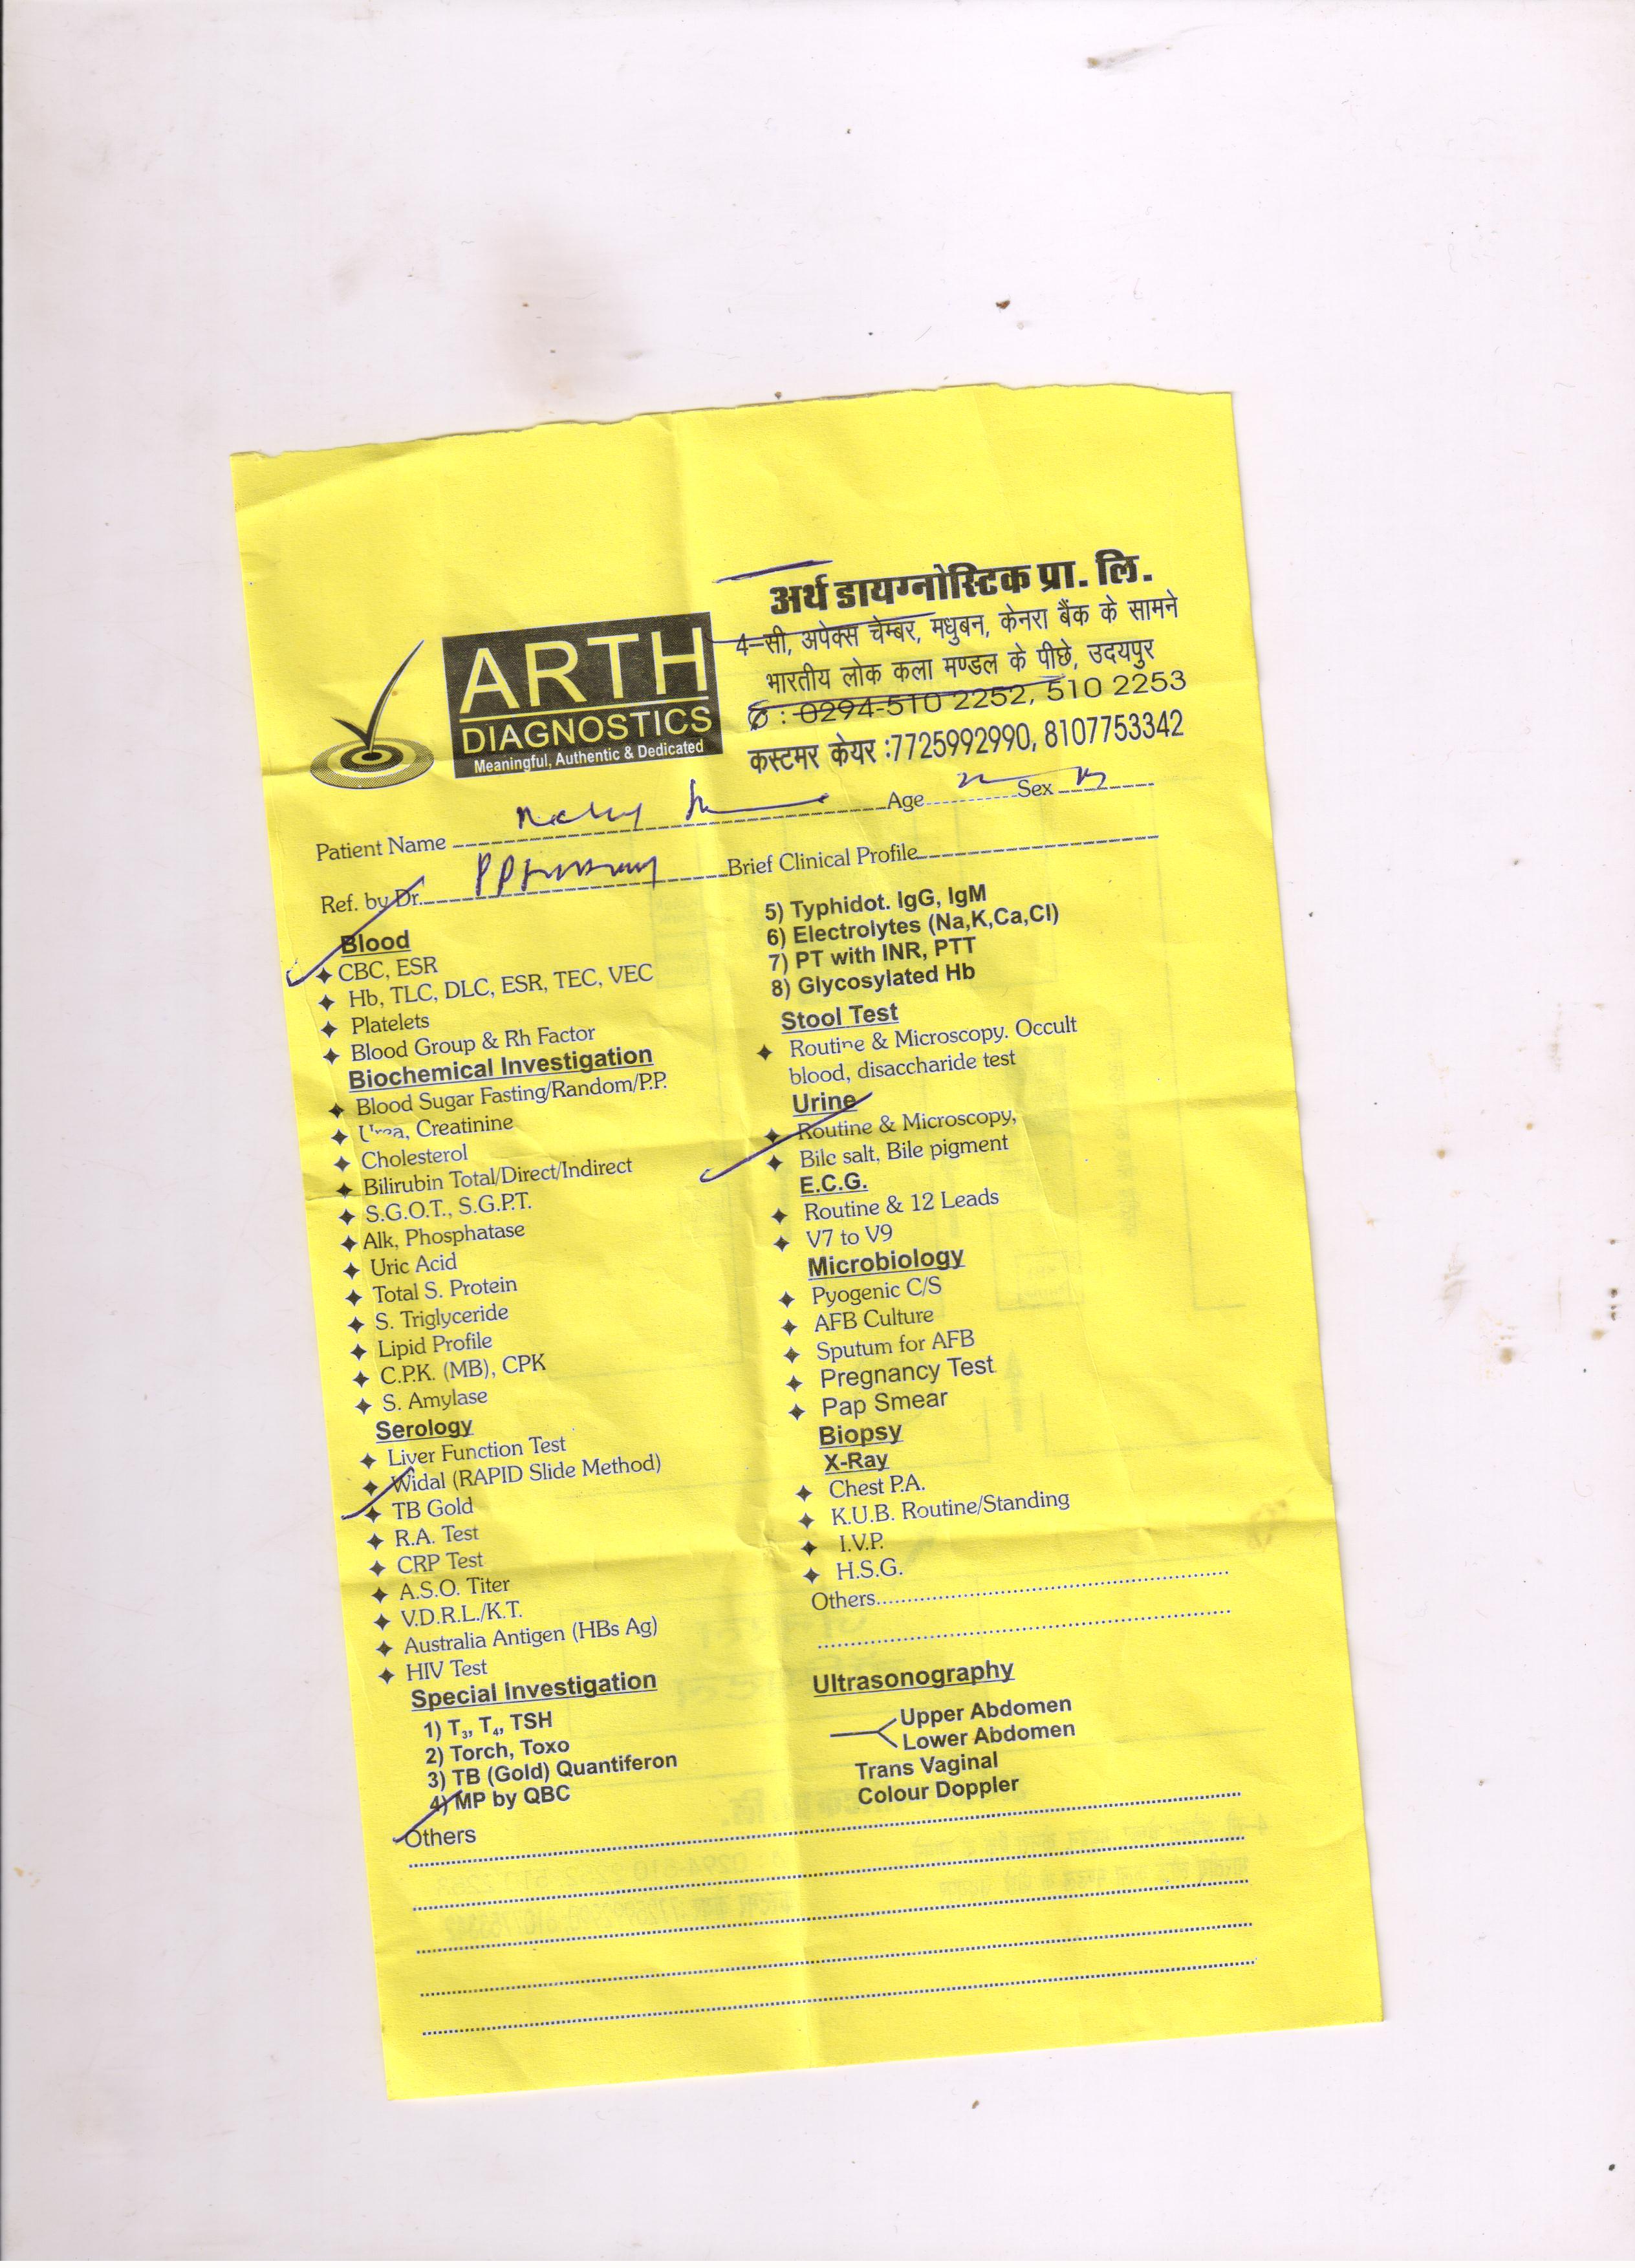 अर्थ डायग्नोस्टिक प्रा. लि.
4-सी, अपेक्स चेम्बर, मधुबन, केनरा बैंक के सामने
भारतीय लोक कला मण्डल के पीछे, उदयपुर
: 0294-510 2252, 510 2253
कस्टमर केयर :7725992990, 8107753342
ARTH
DIAGNOSTICS
Meaningful, Authentic & Dedicated
Patient Name Age Sex
Ref. by Dr. Brief Clinical Profile
Blood
CBC, ESR
Hb, TLC, DLC, ESR, TEC, VEC
Platelets
Blood Group & Rh Factor
Biochemical Investigation
Blood Sugar Fasting/Random/P.P.
Urea, Creatinine
Cholesterol
Bilirubin Total/Direct/Indirect
S.G.O.T., S.G.P.T.
Alk, Phosphatase
Uric Acid
Total S. Protein
S. Triglyceride
Lipid Profile
C.P.K. (MB), CPK
S. Amylase
Serology
Liver Function Test
Widal (RAPID Slide Method)
TB Gold
R.A. Test
CRP Test
A.S.O. Titer
V.D.R.L./K.T.
Australia Antigen (HBs Ag)
HIV Test
Special Investigation
1) T3, T4, TSH
2) Torch, Toxo
3) TB (Gold) Quantiferon
4) MP by QBC
Others
5) Typhidot. IgG, IgM
6) Electrolytes (Na,K,Ca,Cl)
7) PT with INR, PTT
8) Glycosylated Hb
Stool Test
Routine & Microscopy. Occult
blood, disaccharide test
Urine
Routine & Microscopy,
Bile salt, Bile pigment
E.C.G.
Routine & 12 Leads
V7 to V9
Microbiology
Pyogenic C/S
AFB Culture
Sputum for AFB
Pregnancy Test
Pap Smear
Biopsy
X-Ray
Chest P.A.
K.U.B. Routine/Standing
I.V.P.
H.S.G.
Others
Ultrasonography
Upper Abdomen
Lower Abdomen
Trans Vaginal
Colour Doppler